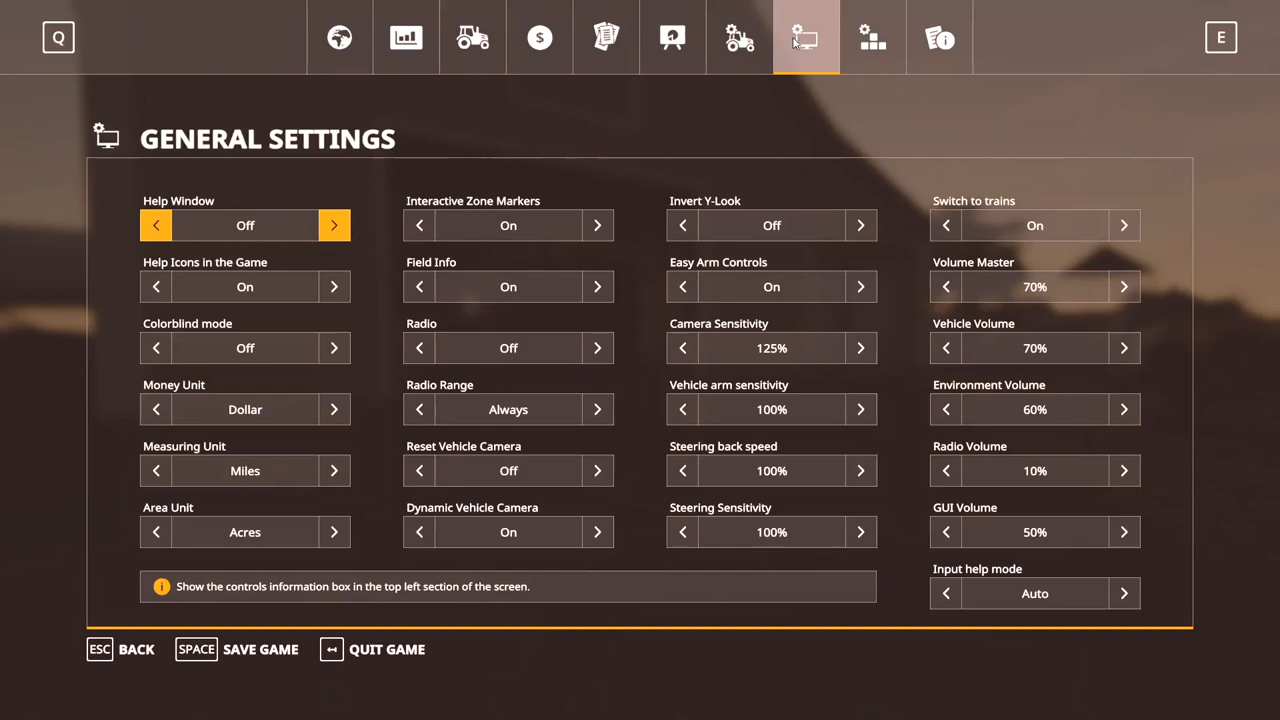 Q
$
E
GENERAL SETTINGS
Help Window
Off
Help Icons in the Game
On
Colorblind mode
Off
Money Unit
Dollar
Measuring Unit
Miles
Area Unit
Acres
Interactive Zone Markers
On
Field Info
On
Radio
Off
Radio Range
Always
Reset Vehicle Camera
Off
Dynamic Vehicle Camera
On
Invert Y-Look
Off
Easy Arm Controls
On
Camera Sensitivity
125%
Vehicle arm sensitivity
100%
Steering back speed
100%
Steering Sensitivity
100%
Switch to trains
On
Volume Master
70%
Vehicle Volume
70%
Environment Volume
60%
Radio Volume
10%
GUI Volume
50%
Input help mode
Auto
Show the controls information box in the top left section of the screen.
ESC BACK SPACE SAVE GAME ↔ QUIT GAME